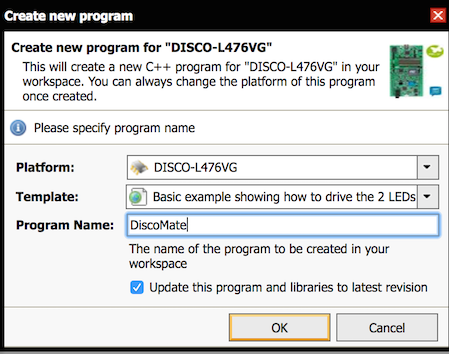 Create new program
Create new program for "DISCO-L476VG"
This will create a new C++ program for "DISCO-L476VG" in your
workspace. You can always change the platform of this program
once created.
Please specify program name
Platform: DISCO-L476VG
Template: Basic example showing how to drive the 2 LEDs
Program Name: DiscoMate
The name of the program to be created in your
workspace
Update this program and libraries to latest revision
OK Cancel